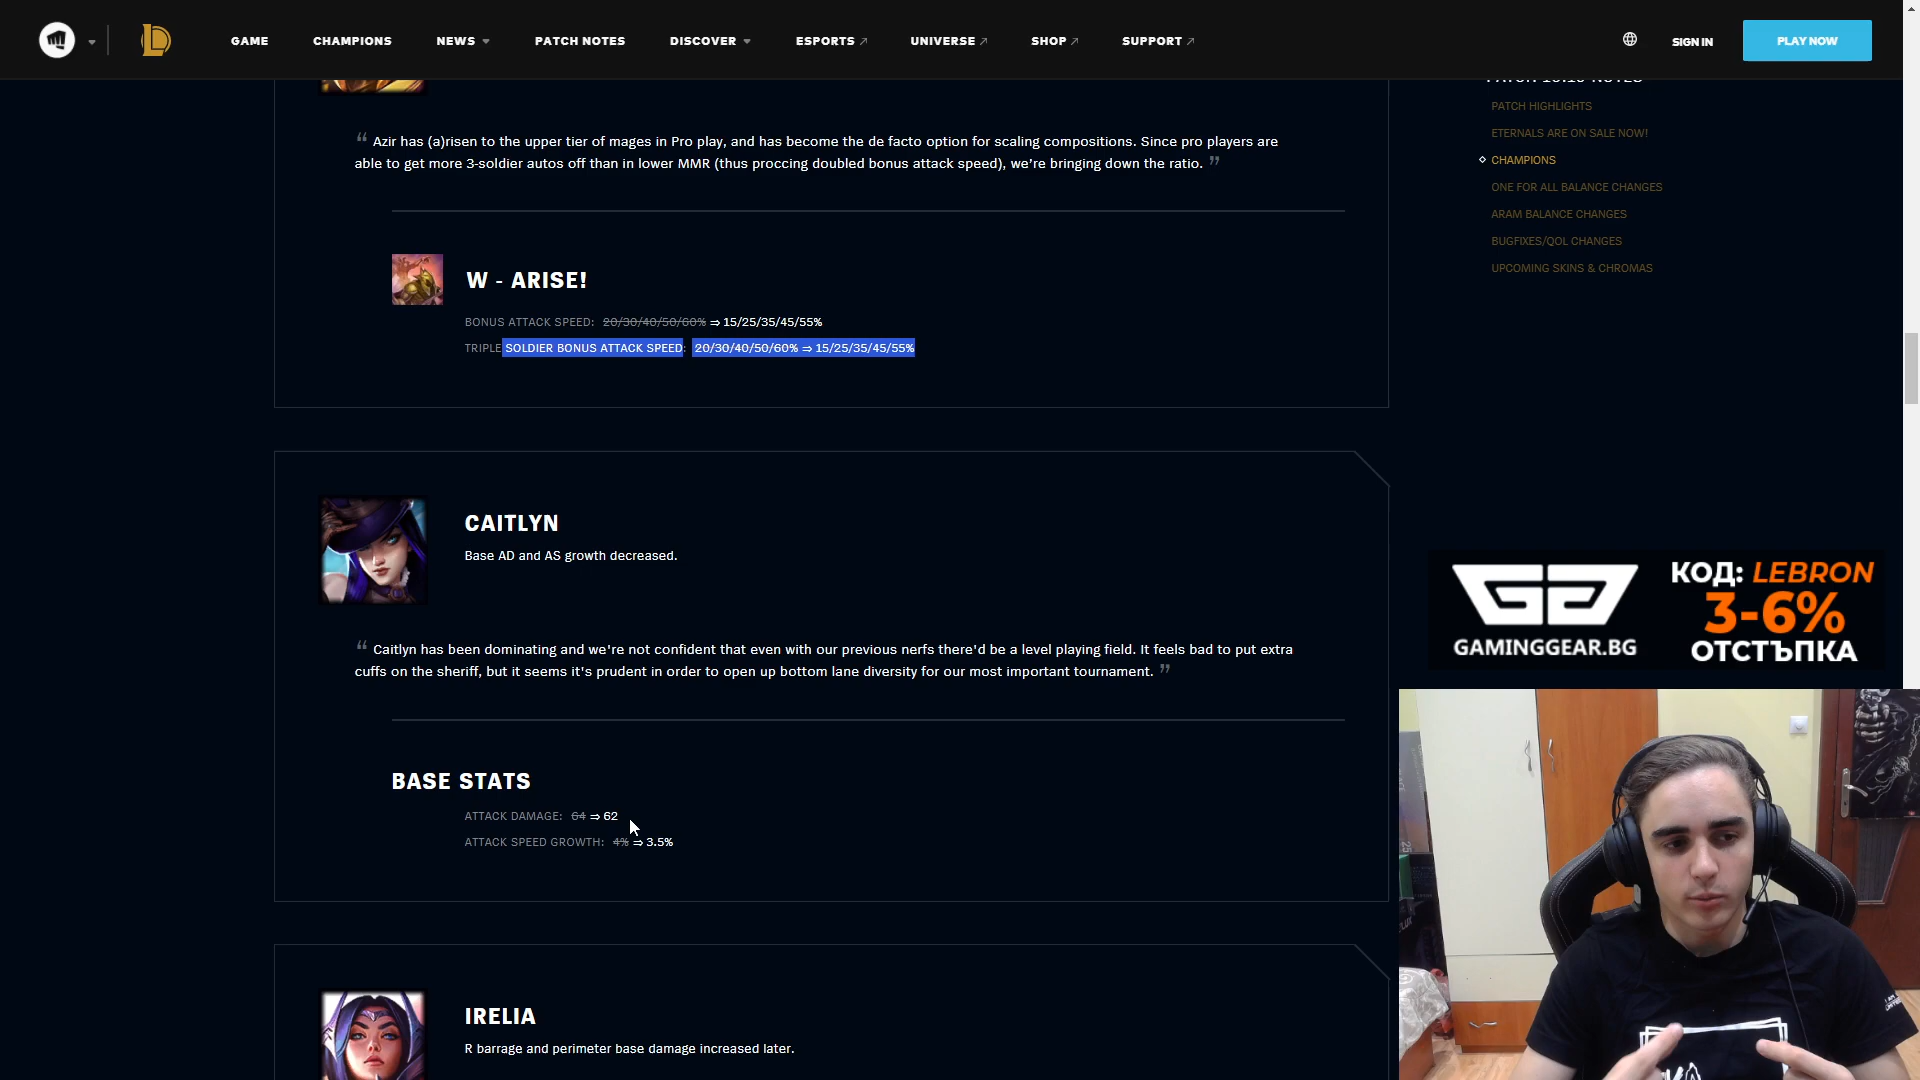 GAME
CHAMPIONS
NEWS
PATCH NOTES
DISCOVER
ESPORTS
UNIVERSE
SHOP
SUPPORT
SIGN IN
PLAY NOW
PATCH HIGHLIGHTS
ETERNALS ARE ON SALE NOW!
CHAMPIONS
ONE FOR ALL BALANCE CHANGES
ARAM BALANCE CHANGES
BUGFIXES/QOL CHANGES
UPCOMING SKINS & CHROMAS
“ Azir has (a)risen to the upper tier of mages in Pro play, and has become the de facto option for scaling compositions. Since pro players are
able to get more 3-soldier autos off than in lower MMR (thus proccing doubled bonus attack speed), we’re bringing down the ratio. ”
W - ARISE!
BONUS ATTACK SPEED: 20/30/40/50/60% ⇒ 15/25/35/45/55%
TRIPLE SOLDIER BONUS ATTACK SPEED: 20/30/40/50/60% ⇒ 15/25/35/45/55%
CAITLYN
Base AD and AS growth decreased.
“ Caitlyn has been dominating and we're not confident that even with our previous nerfs there'd be a level playing field. It feels bad to put extra
cuffs on the sheriff, but it seems it's prudent in order to open up bottom lane diversity for our most important tournament. ”
BASE STATS
ATTACK DAMAGE: 64 ⇒ 62
ATTACK SPEED GROWTH: 4% ⇒ 3.5%
IRELIA
R barrage and perimeter base damage increased later.
GAMINGGEAR.BG
КОД: LEBRON
3-6%
ОТСТЪПКА